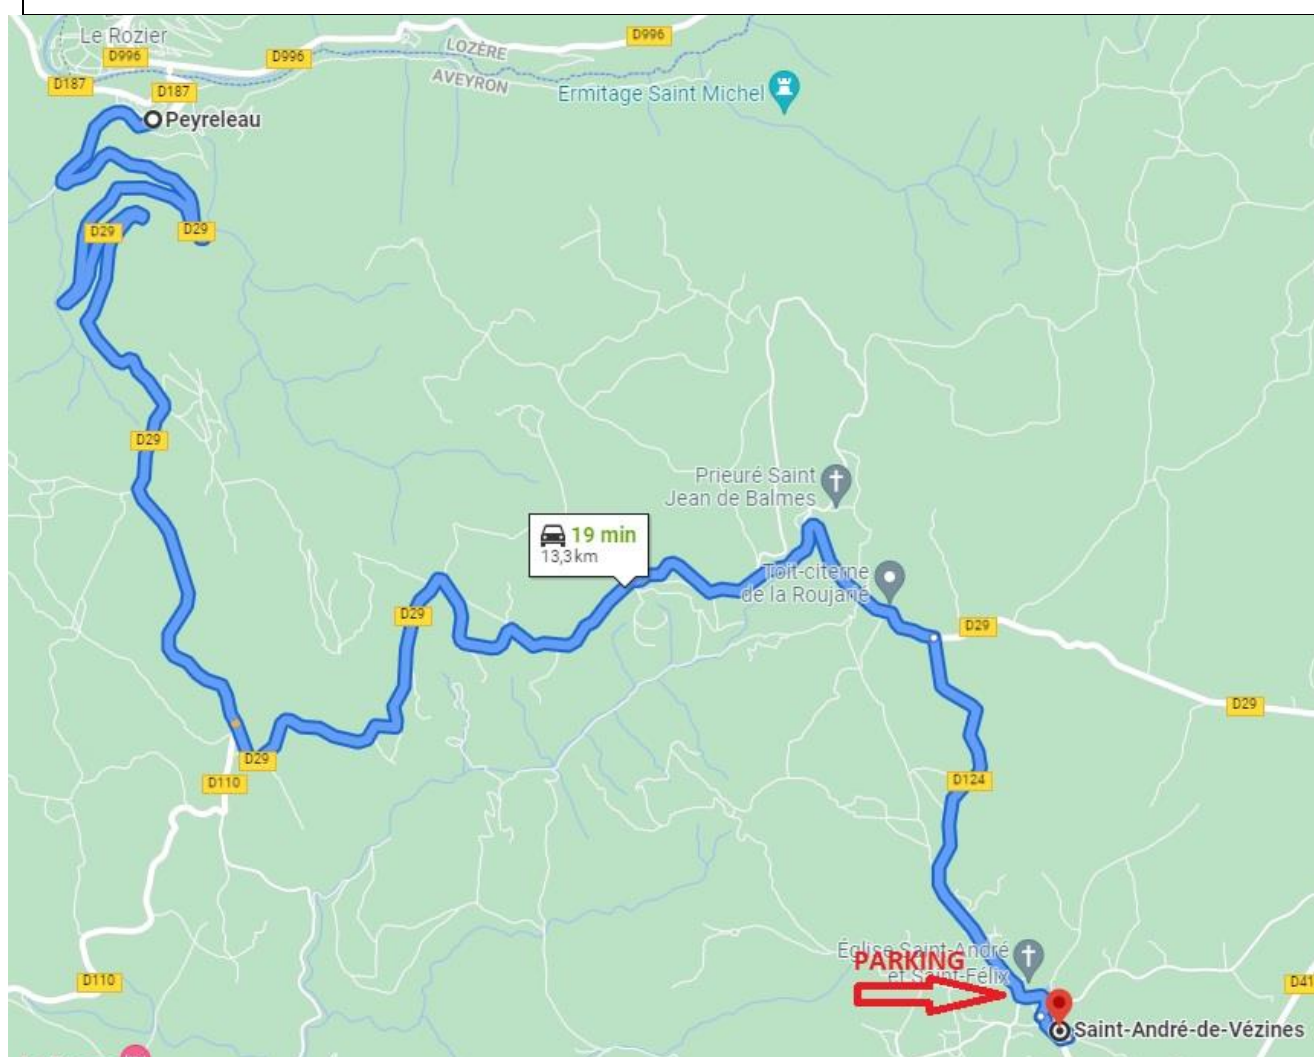 Le Rozier
D996
D996
D996
LOZÈRE
AVEYRON
D187
D187
Ermitage Saint Michel
Peyreleau
D29
D29
D29
Prieuré Saint
Jean de Balmes
19 min
13,3 km
Toit-citerne
de la Roujarié
D29
D29
D29
D29
D110
D124
Église Saint-André
et Saint-Félix
PARKING
D110
D41
Saint-André-de-Vézines